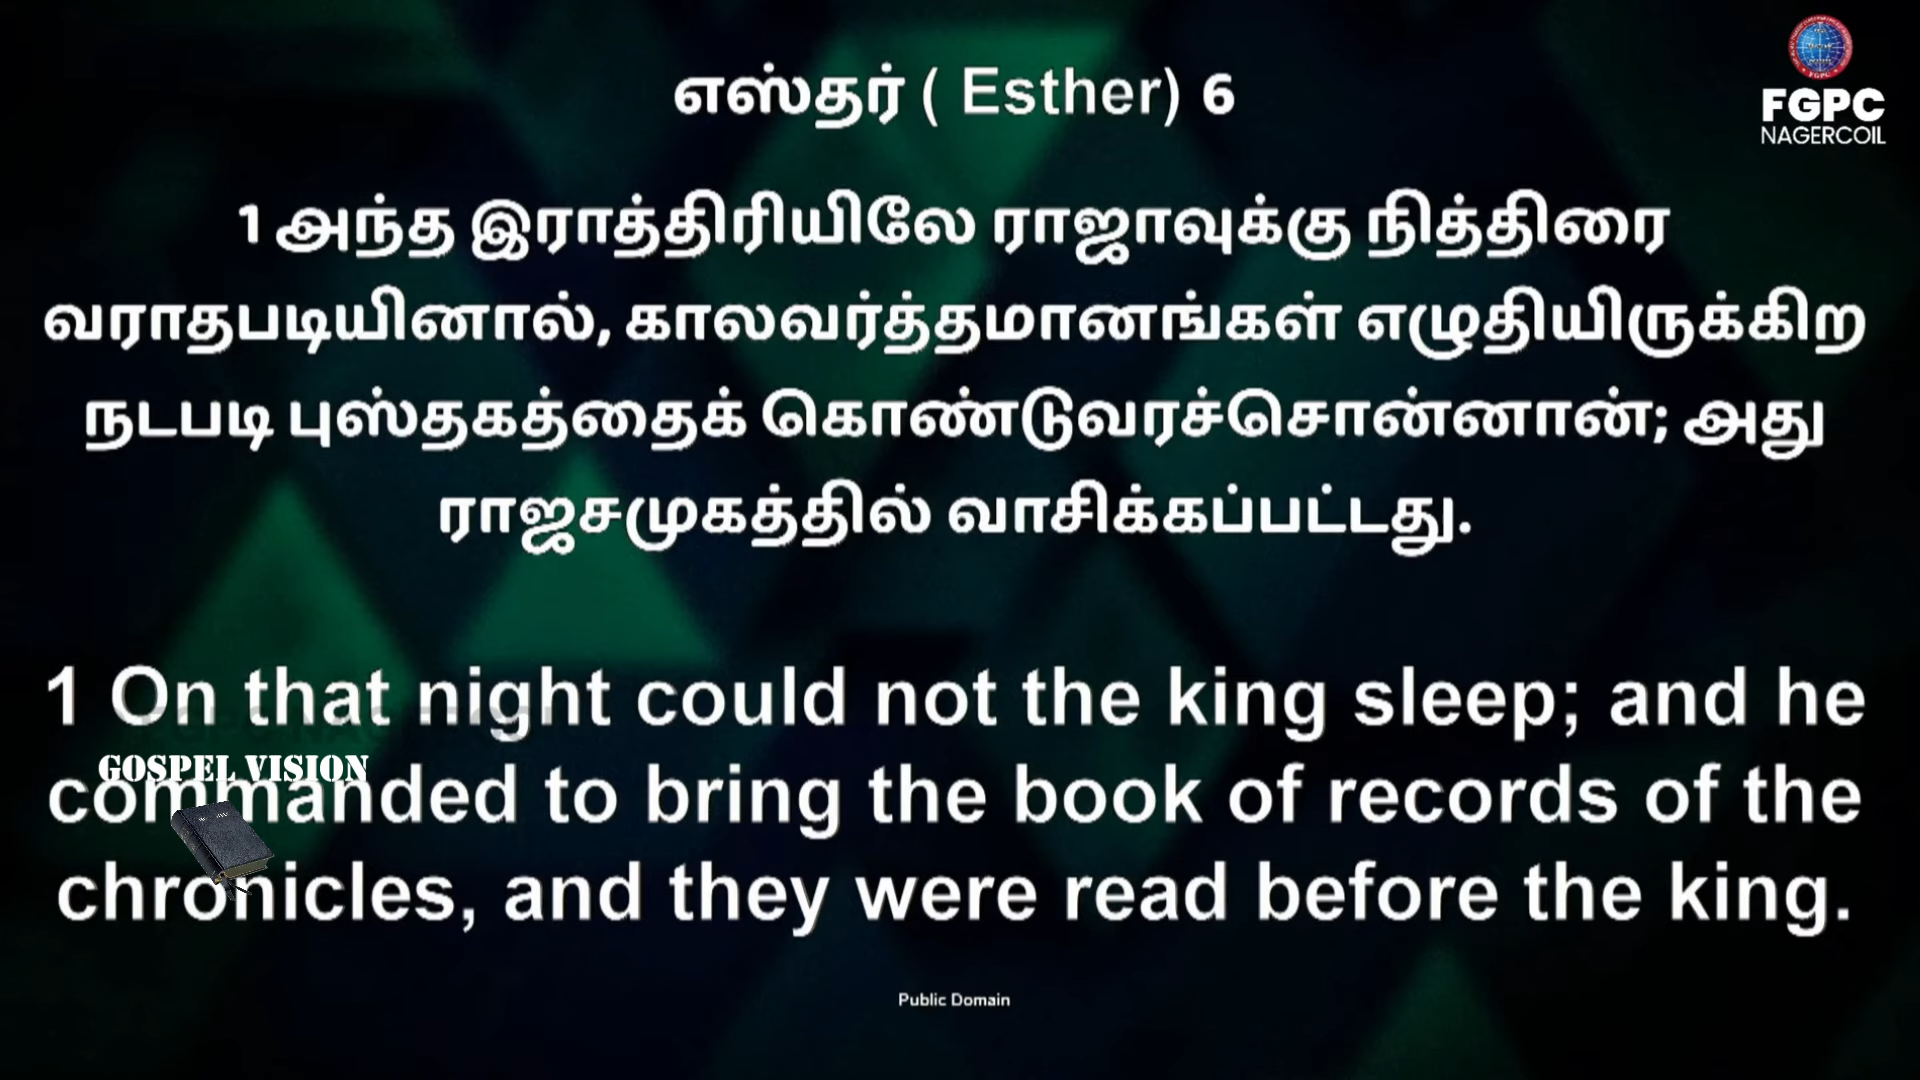 எஸ்தர் ( Esther) 6
FGPC
NAGERCOIL
1 அந்த இராத்திரியிலே ராஜாவுக்கு நித்திரை
வராதபடியினால், காலவர்த்தமானங்கள் எழுதியிருக்கிற
நடபடி புஸ்தகத்தைக் கொண்டுவரச்சொன்னான்; அது
ராஜசமுகத்தில் வாசிக்கப்பட்டது.
1 On that night could not the king sleep; and he
GOSPEL VISION
commanded to bring the book of records of the
chronicles, and they were read before the king.
Public Domain